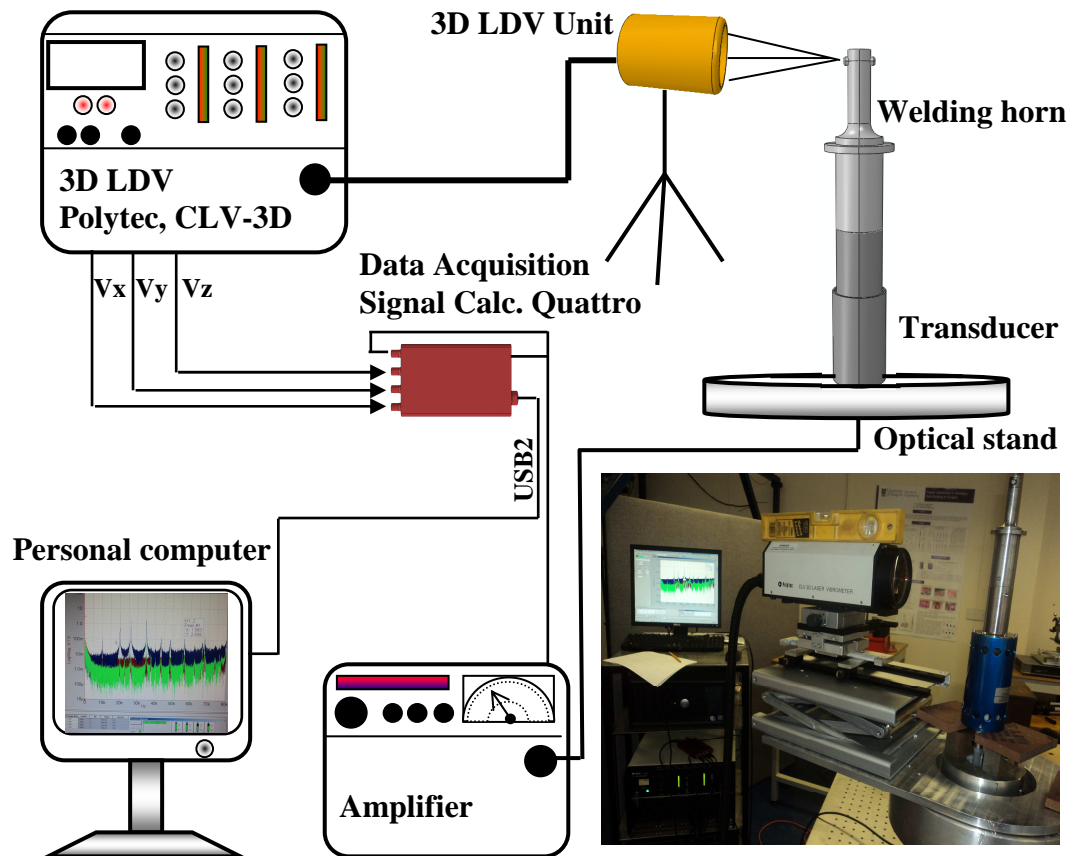 3D LDV Unit
Welding horn
3D LDV
Polytec, CLV-3D
Vx Vy Vz
Data Acquisition
Signal Calc. Quattro
Transducer
Optical stand
USB2
Personal computer
Amplifier